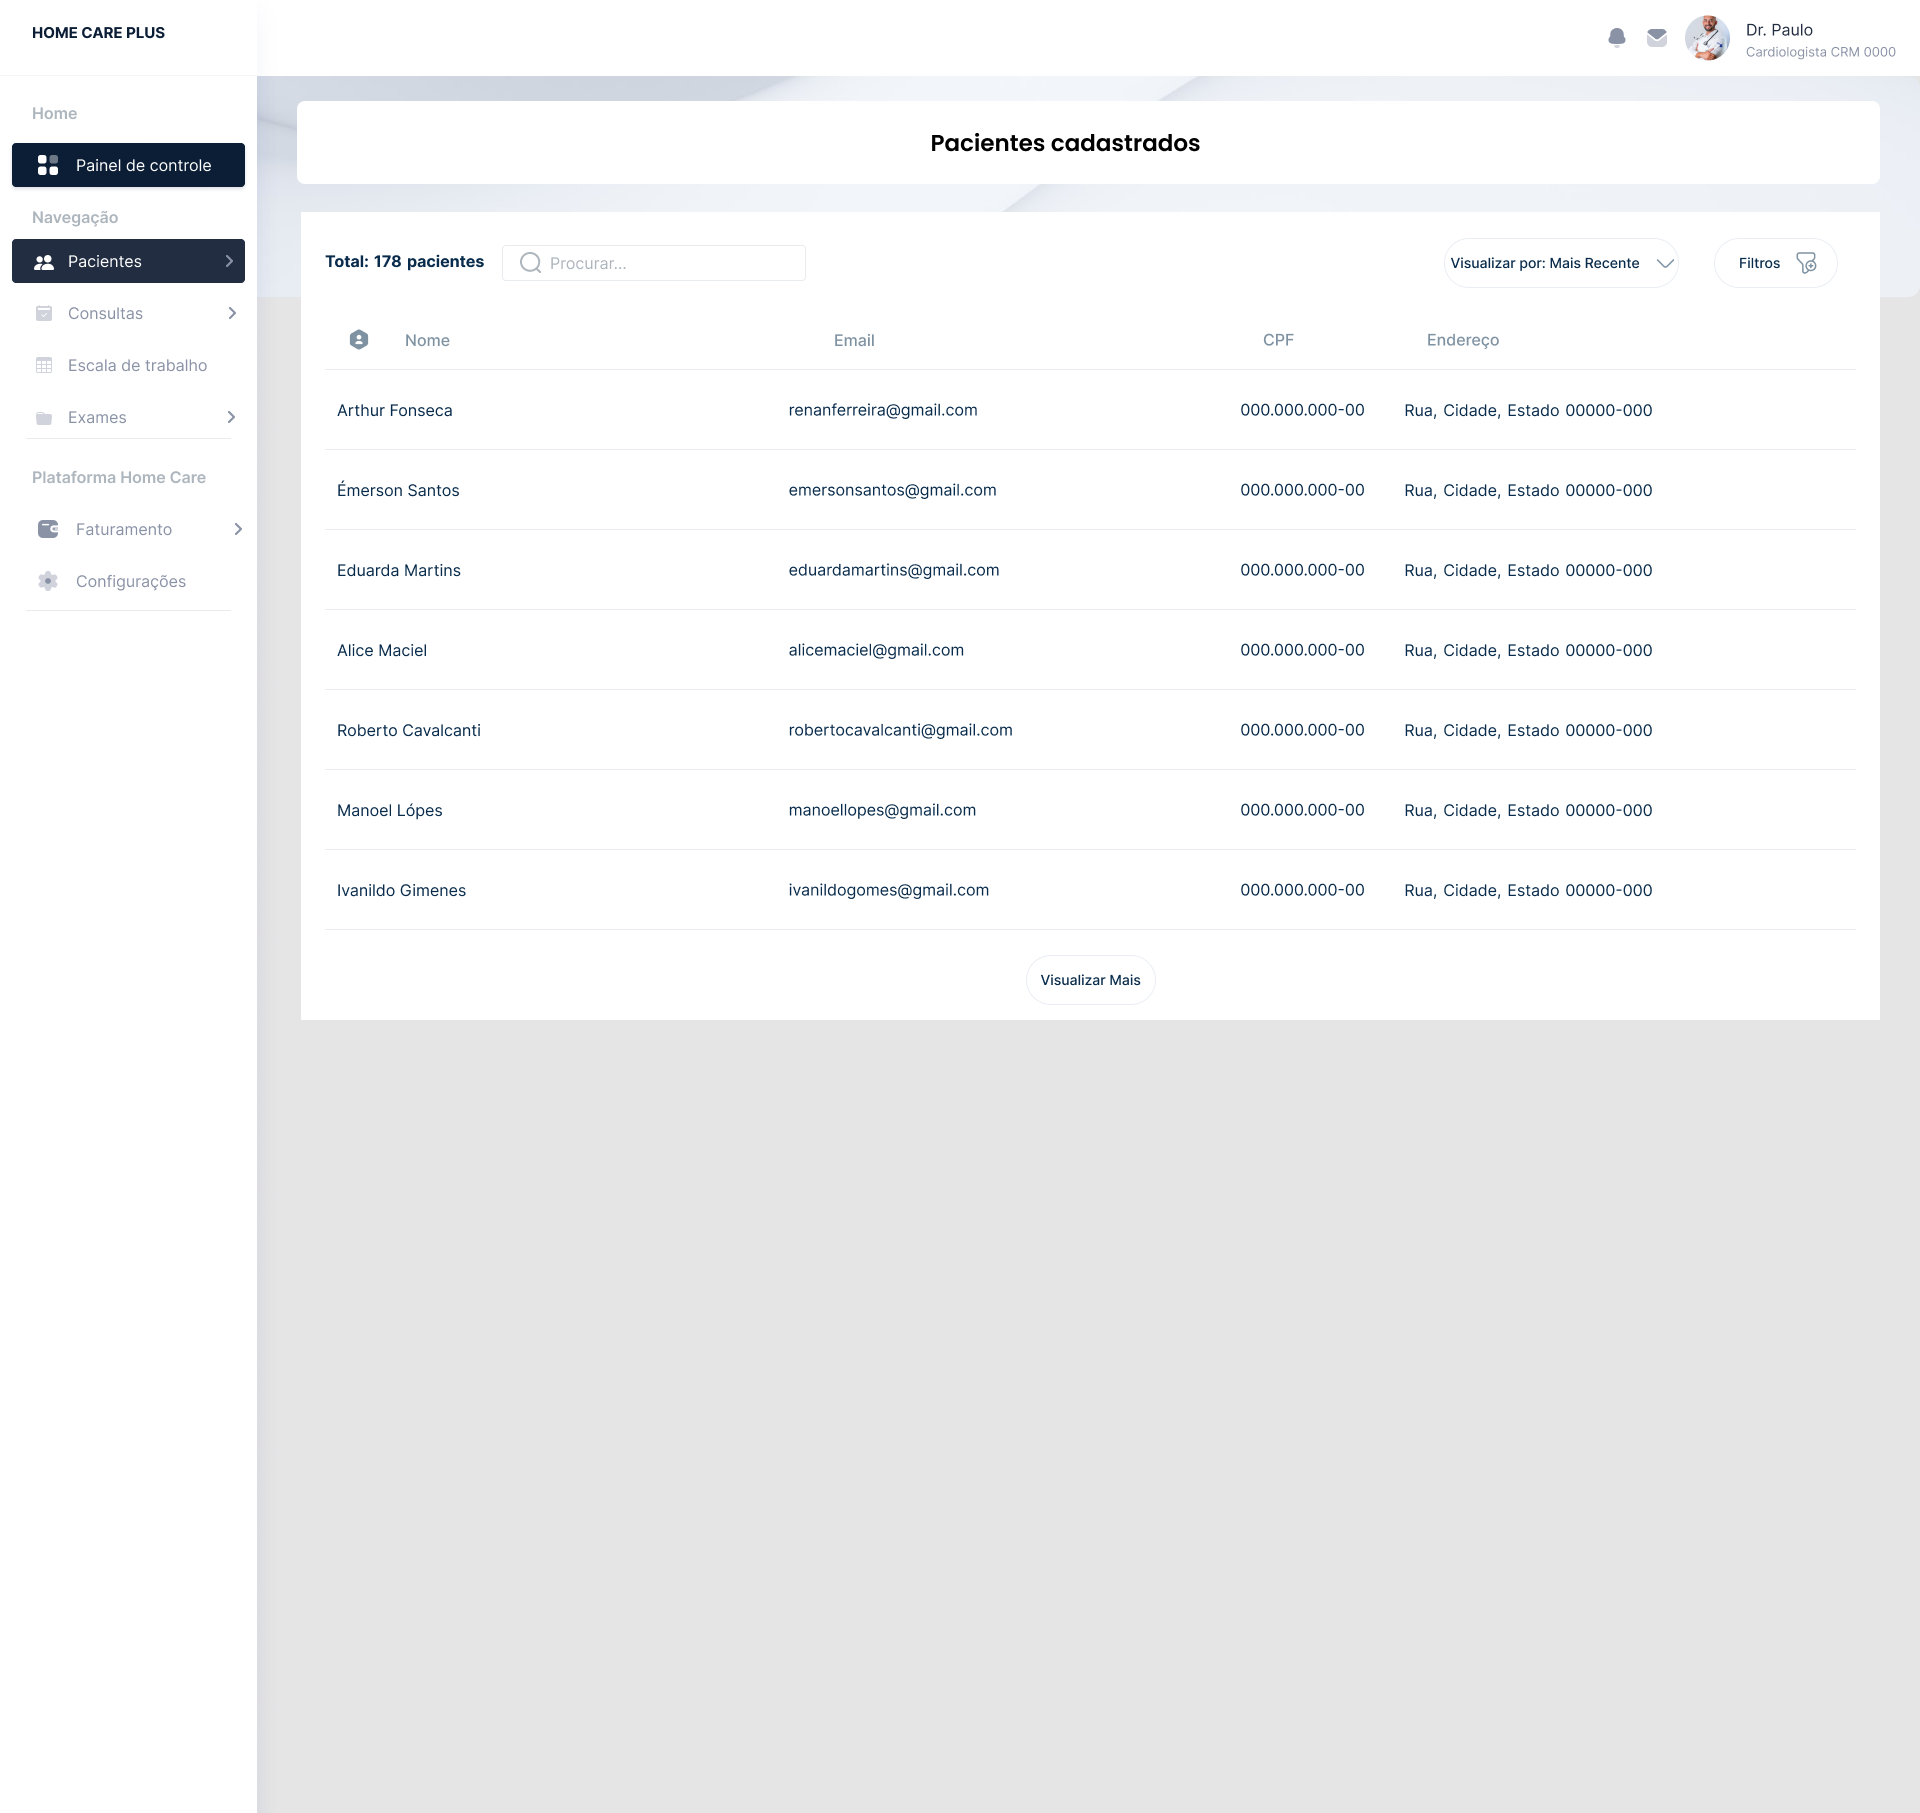 HOME CARE PLUS
Dr. Paulo
Cardiologista CRM 0000
Home
Painel de controle
Navegação
Pacientes
Consultas
Escala de trabalho
Exames
Plataforma Home Care
Faturamento
Configurações
Pacientes cadastrados
Total: 178 pacientes
Procurar...
Visualizar por: Mais Recente
Filtros
Nome Email CPF Endereço
Arthur Fonseca renanferreira@gmail.com 000.000.000-00 Rua, Cidade, Estado 00000-000
Émerson Santos emersonsantos@gmail.com 000.000.000-00 Rua, Cidade, Estado 00000-000
Eduarda Martins eduardamartins@gmail.com 000.000.000-00 Rua, Cidade, Estado 00000-000
Alice Maciel alicemaciel@gmail.com 000.000.000-00 Rua, Cidade, Estado 00000-000
Roberto Cavalcanti robertocavalcanti@gmail.com 000.000.000-00 Rua, Cidade, Estado 00000-000
Manoel Lópes manoellopes@gmail.com 000.000.000-00 Rua, Cidade, Estado 00000-000
Ivanildo Gimenes ivanildogomes@gmail.com 000.000.000-00 Rua, Cidade, Estado 00000-000
Visualizar Mais